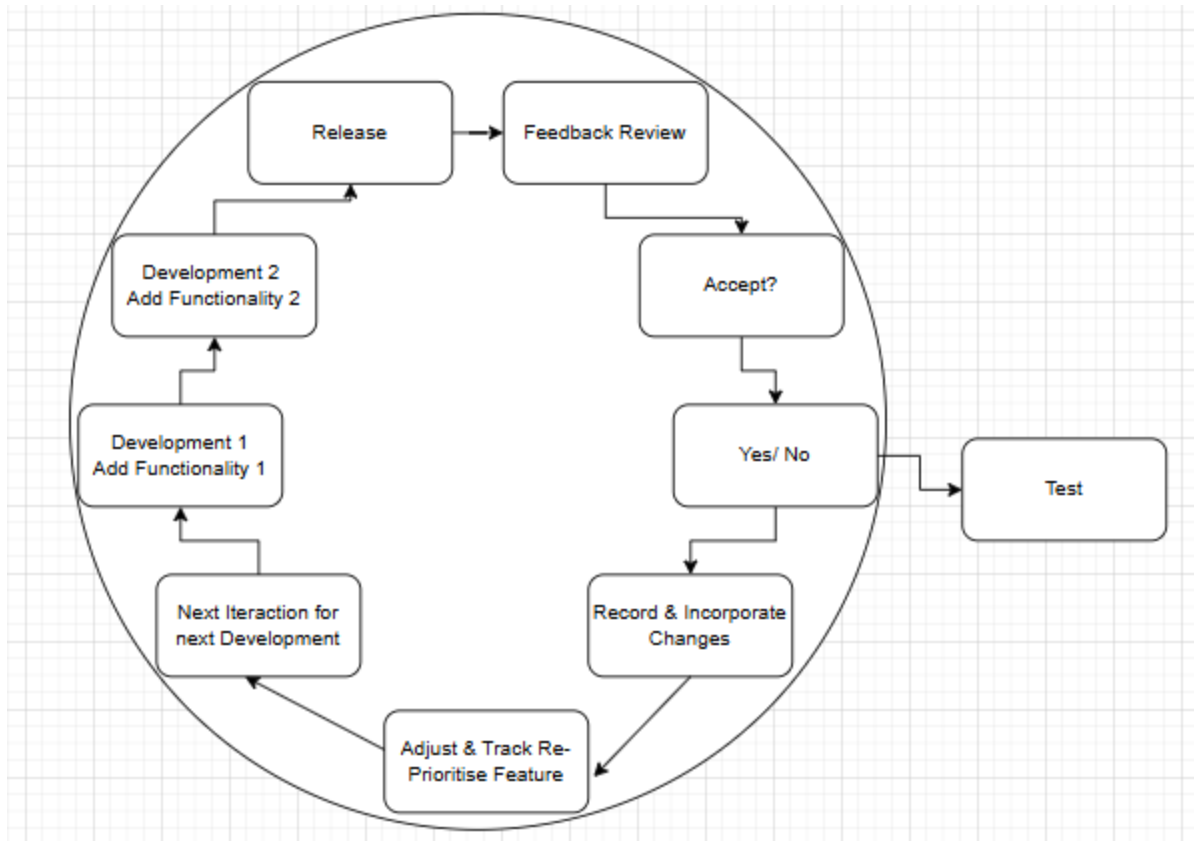 Release
Feedback Review
Development 2
Add Functionality 2
Accept?
Development 1
Add Functionality 1
Yes/ No
Test
Next Iteraction for
next Development
Record & Incorporate
Changes
Adjust & Track Re-
Prioritise Feature